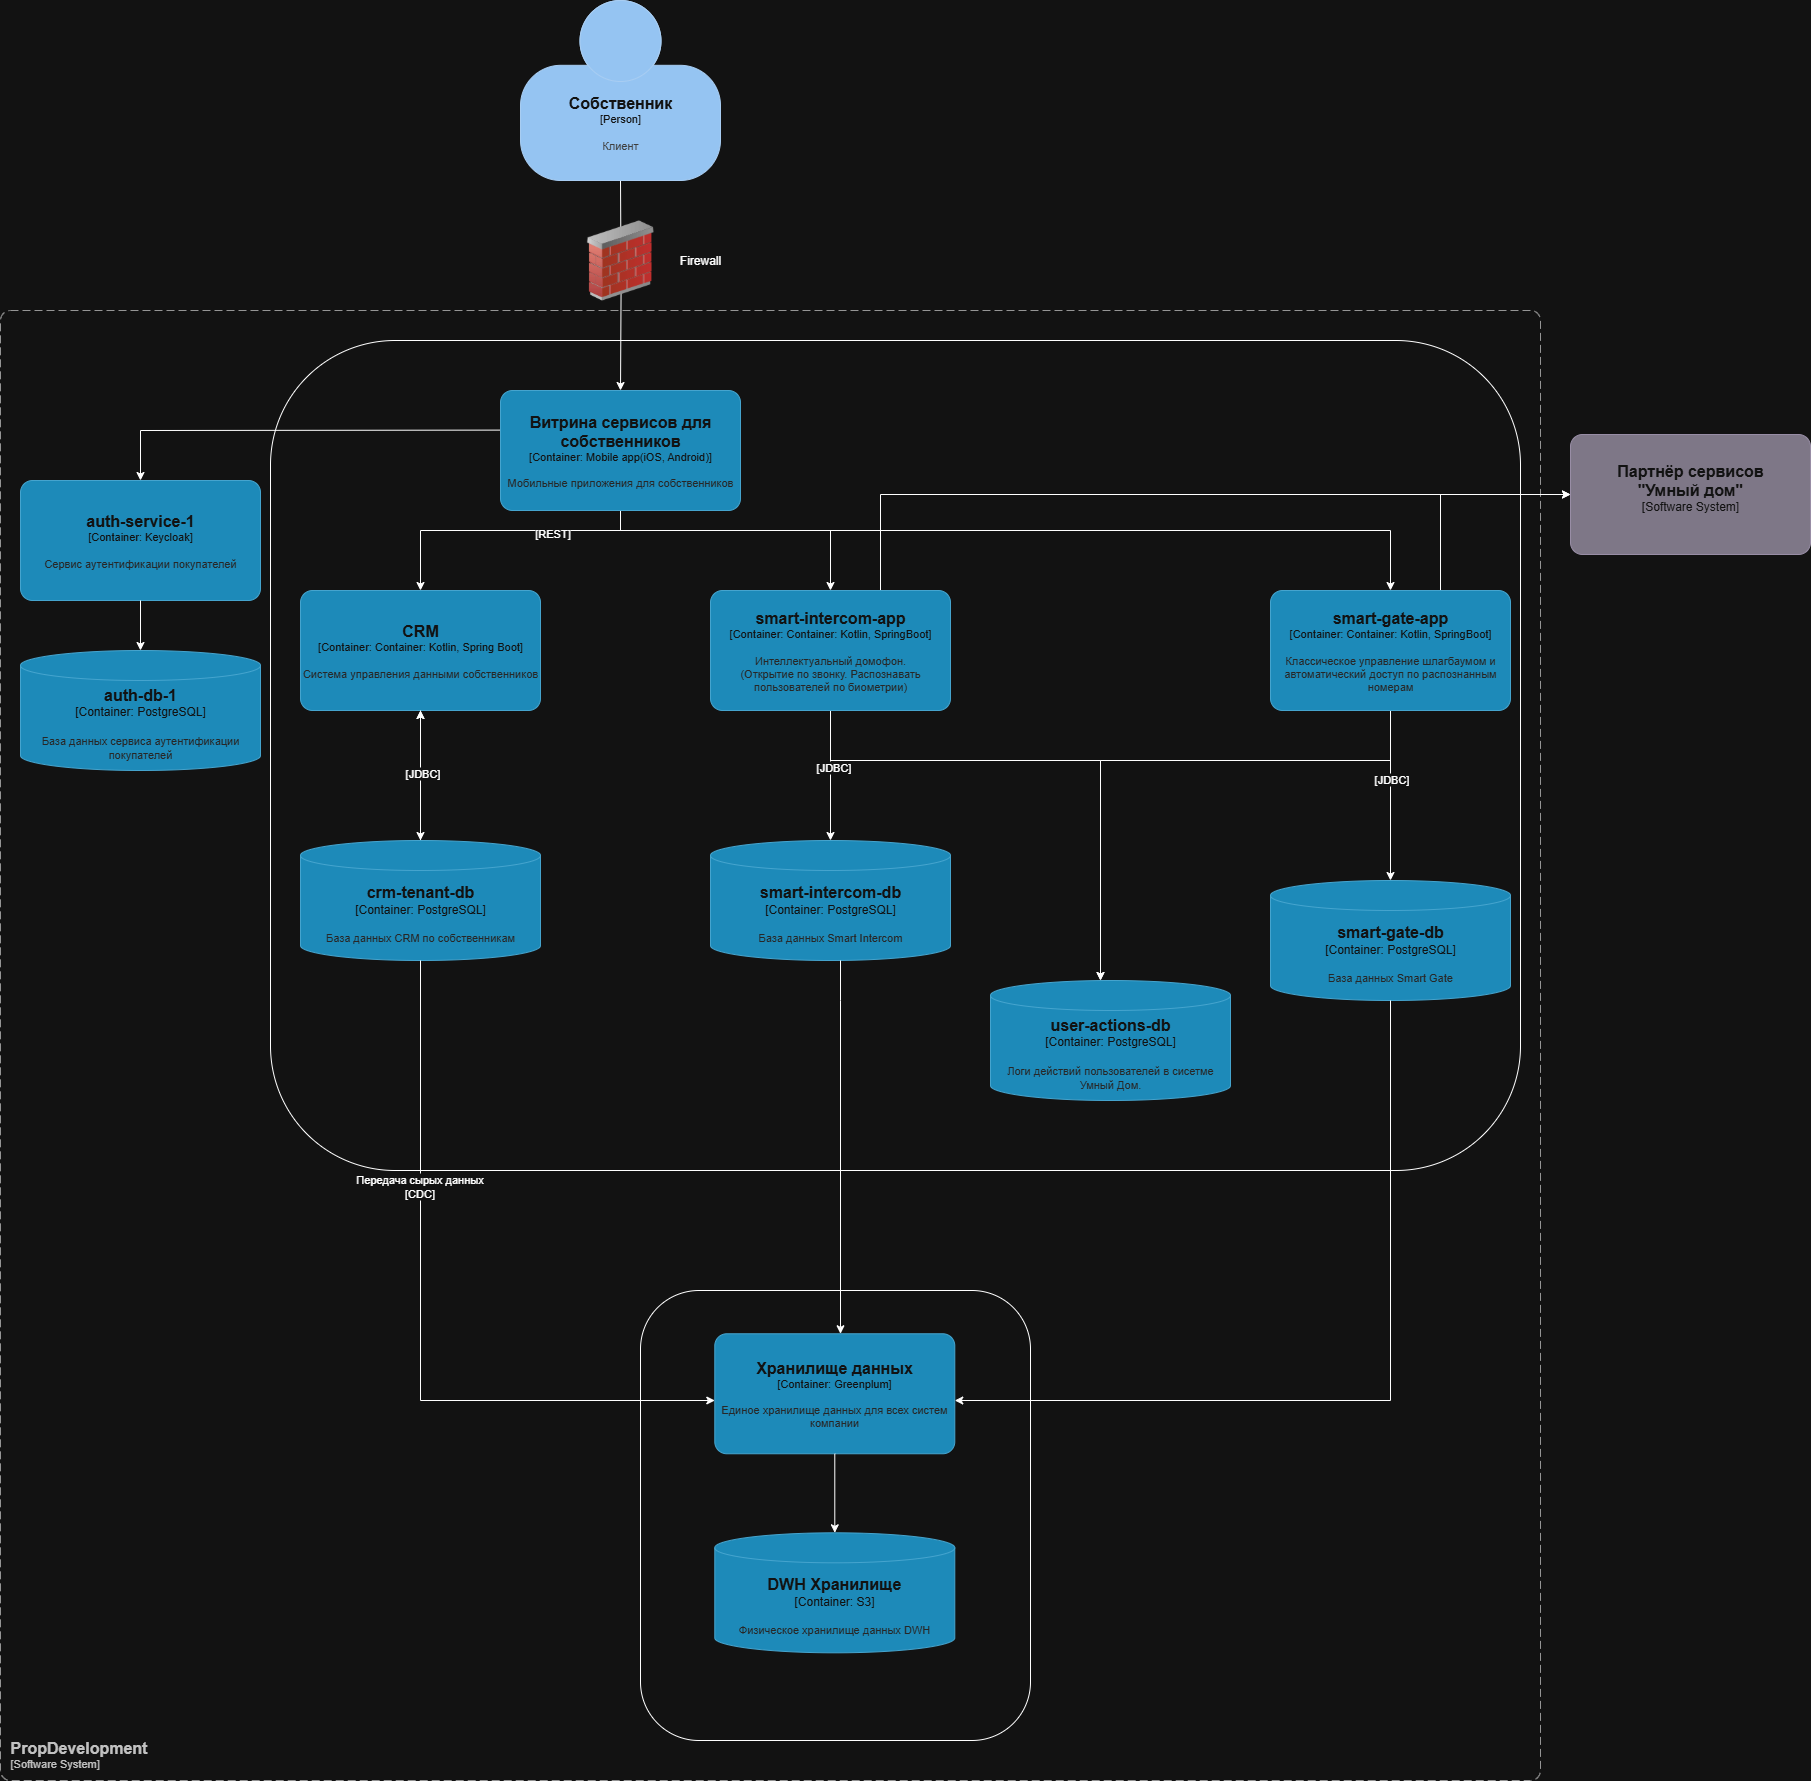 Собственник
[Person]
Клиент
Firewall
Витрина сервисов для
собственников
[Container: Mobile app(iOS, Android)]
Мобильные приложения для собственников
Партнёр сервисов
"Умный дом"
[Software System]
auth-service-1
[Container: Keycloak]
Сервис аутентификации покупателей
[REST]
CRM
[Container: Container: Kotlin, Spring Boot]
Система управления данными собственников
smart-intercom-app
[Container: Container: Kotlin, SpringBoot]
Интеллектуальный домофон.
(Открытие по звонку. Распознавать
пользователей по биометрии)
smart-gate-app
[Container: Container: Kotlin, SpringBoot]
Классическое управление шлагбаумом и
автоматический доступ по распознанным
номерам
auth-db-1
[Container: PostgreSQL]
База данных сервиса аутентификации
покупателей
[JDBC]
[JDBC]
[JDBC]
crm-tenant-db
[Container: PostgreSQL]
База данных CRM по собственникам
smart-intercom-db
[Container: PostgreSQL]
База данных Smart Intercom
smart-gate-db
[Container: PostgreSQL]
База данных Smart Gate
user-actions-db
[Container: PostgreSQL]
Логи действий пользователей в сисетме
Умный Дом.
Передача сырых данных
[CDC]
Хранилище данных
[Container: Greenplum]
Единое хранилище данных для всех систем
компании
DWH Хранилище
[Container: S3]
Физическое хранилище данных DWH
PropDevelopment
[Software System]